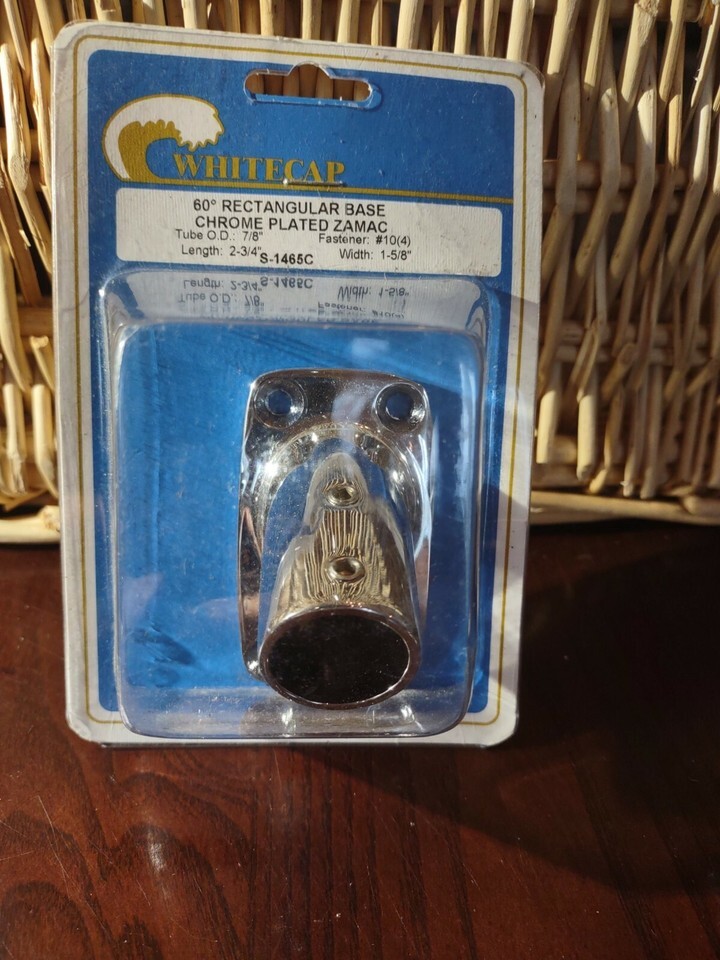 WHITECAP
60° RECTANGULAR BASE
CHROME PLATED ZAMAC
Tube O.D.: 7/8" Fastener: #10(4)
Length: 2-3/4" S-1465C Width: 1-5/8"